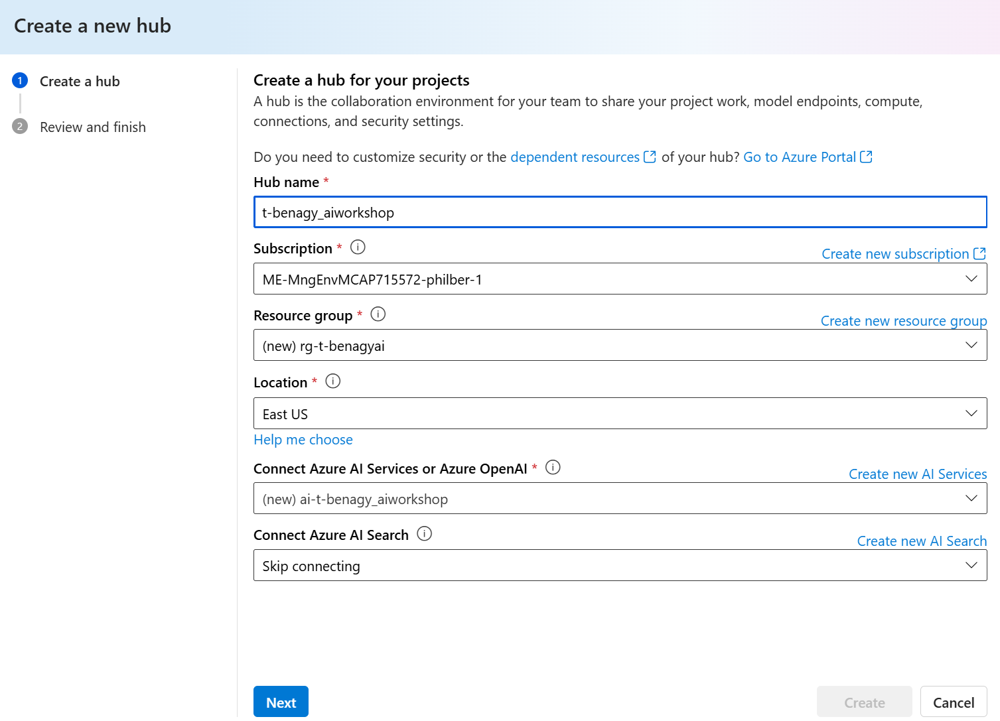 Create a new hub
1 Create a hub
2 Review and finish
Create a hub for your projects
A hub is the collaboration environment for your team to share your project work, model endpoints, compute,
connections, and security settings.
Do you need to customize security or the dependent resources of your hub? Go to Azure Portal
Hub name *
t-benagy_aiworkshop
Subscription *
Create new subscription
ME-MngEnvMCAP715572-philber-1
Resource group *
Create new resource group
(new) rg-t-benagyai
Location *
East US
Help me choose
Connect Azure AI Services or Azure OpenAI *
Create new AI Services
(new) ai-t-benagy_aiworkshop
Connect Azure AI Search
Create new AI Search
Skip connecting
Next
Create
Cancel